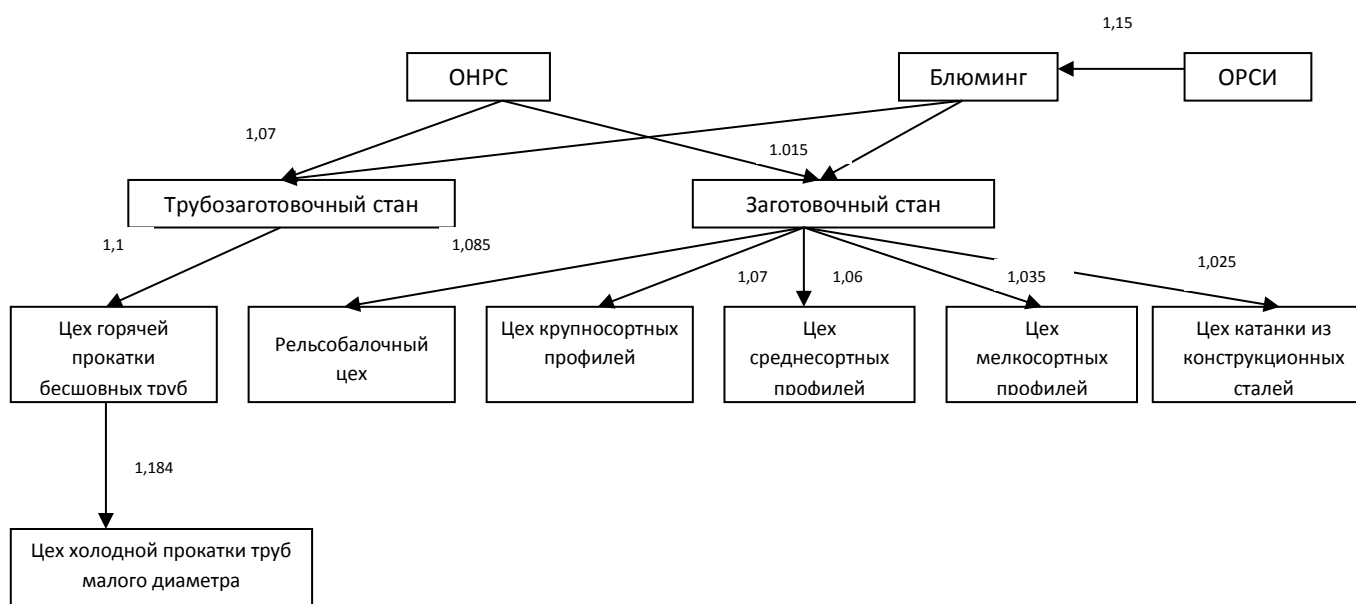 1,15
ОНРС
Блюминг
ОРСИ
1,07
1.015
Трубозаготовочный стан
Заготовочный стан
1,1
1,085
1,07
1,06
1,035
1,025
Цех горячей
прокатки
бесшовных труб
Рельсобалочный
цех
Цех крупносортных
профилей
Цех
среднесортных
профилей
Цех
мелкосортных
профилей
Цех катанки из
конструкционных
сталей
1,184
Цех холодной прокатки труб
малого диаметра